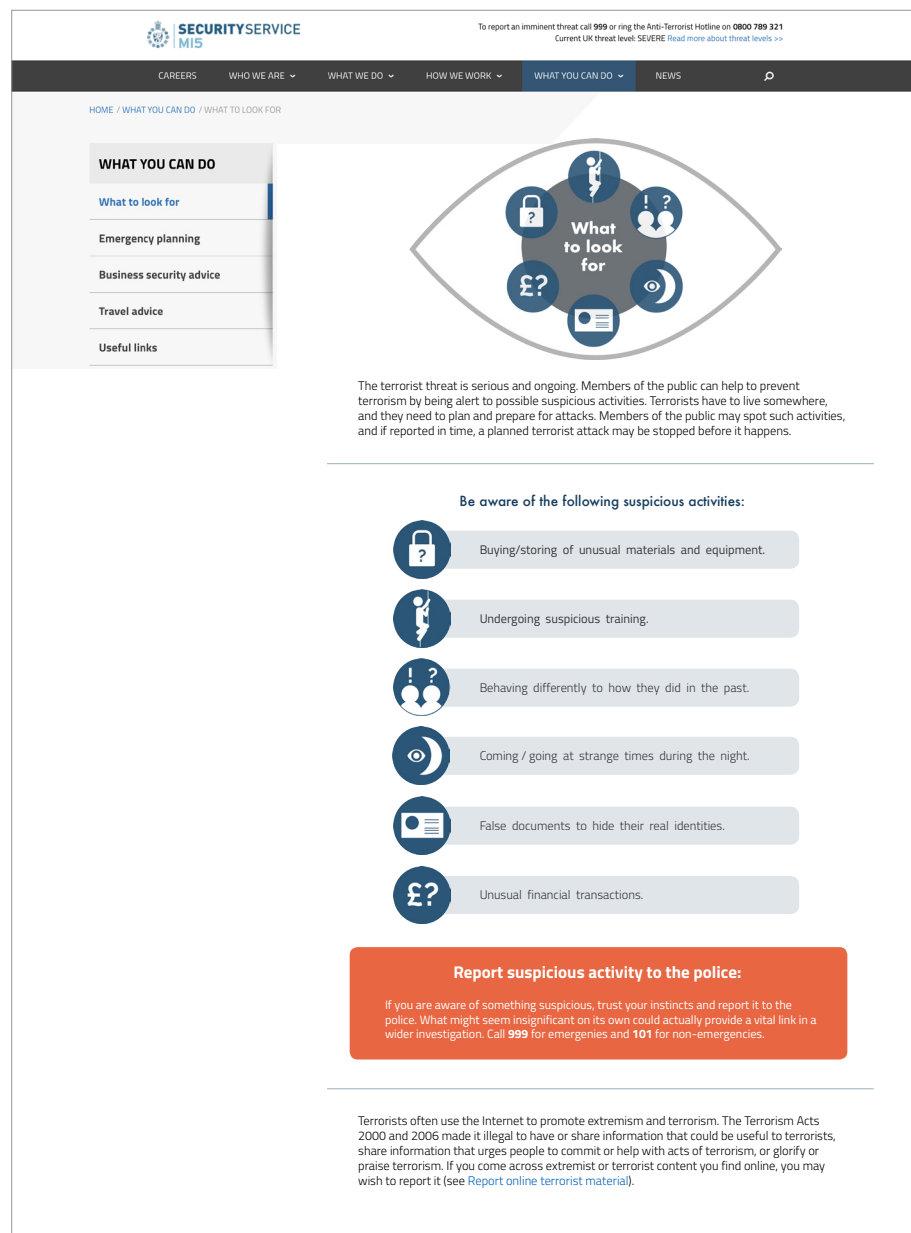 SECURITYSERVICE
MI5
To report an imminent threat call 999 or ring the Anti-Terrorist Hotline on 0800 789 321
Current UK threat level: SEVERE Read more about threat levels >>
CAREERS WHO WE ARE WHAT WE DO HOW WE WORK WHAT YOU CAN DO NEWS
HOME / WHAT YOU CAN DO / WHAT TO LOOK FOR
WHAT YOU CAN DO
What to look for
Emergency planning
Business security advice
Travel advice
Useful links
! ?
?
What
to look
for
£?
The terrorist threat is serious and ongoing. Members of the public can help to prevent
terrorism by being alert to possible suspicious activities. Terrorists have to live somewhere,
and they need to plan and prepare for attacks. Members of the public may spot such activities,
and if reported in time, a planned terrorist attack may be stopped before it happens.
Be aware of the following suspicious activities:
? Buying/storing of unusual materials and equipment.
Undergoing suspicious training.
! ? Behaving differently to how they did in the past.
Coming / going at strange times during the night.
False documents to hide their real identities.
£? Unusual financial transactions.
Report suspicious activity to the police:
If you are aware of something suspicious, trust your instincts and report it to the
police. What might seem insignificant on its own could actually provide a vital link in a
wider investigation. Call 999 for emergenies and 101 for non-emergencies.
Terrorists often use the Internet to promote extremism and terrorism. The Terrorism Acts
2000 and 2006 made it illegal to have or share information that could be useful to terrorists,
share information that urges people to commit or help with acts of terrorism, or glorify or
praise terrorism. If you come across extremist or terrorist content you find online, you may
wish to report it (see Report online terrorist material).